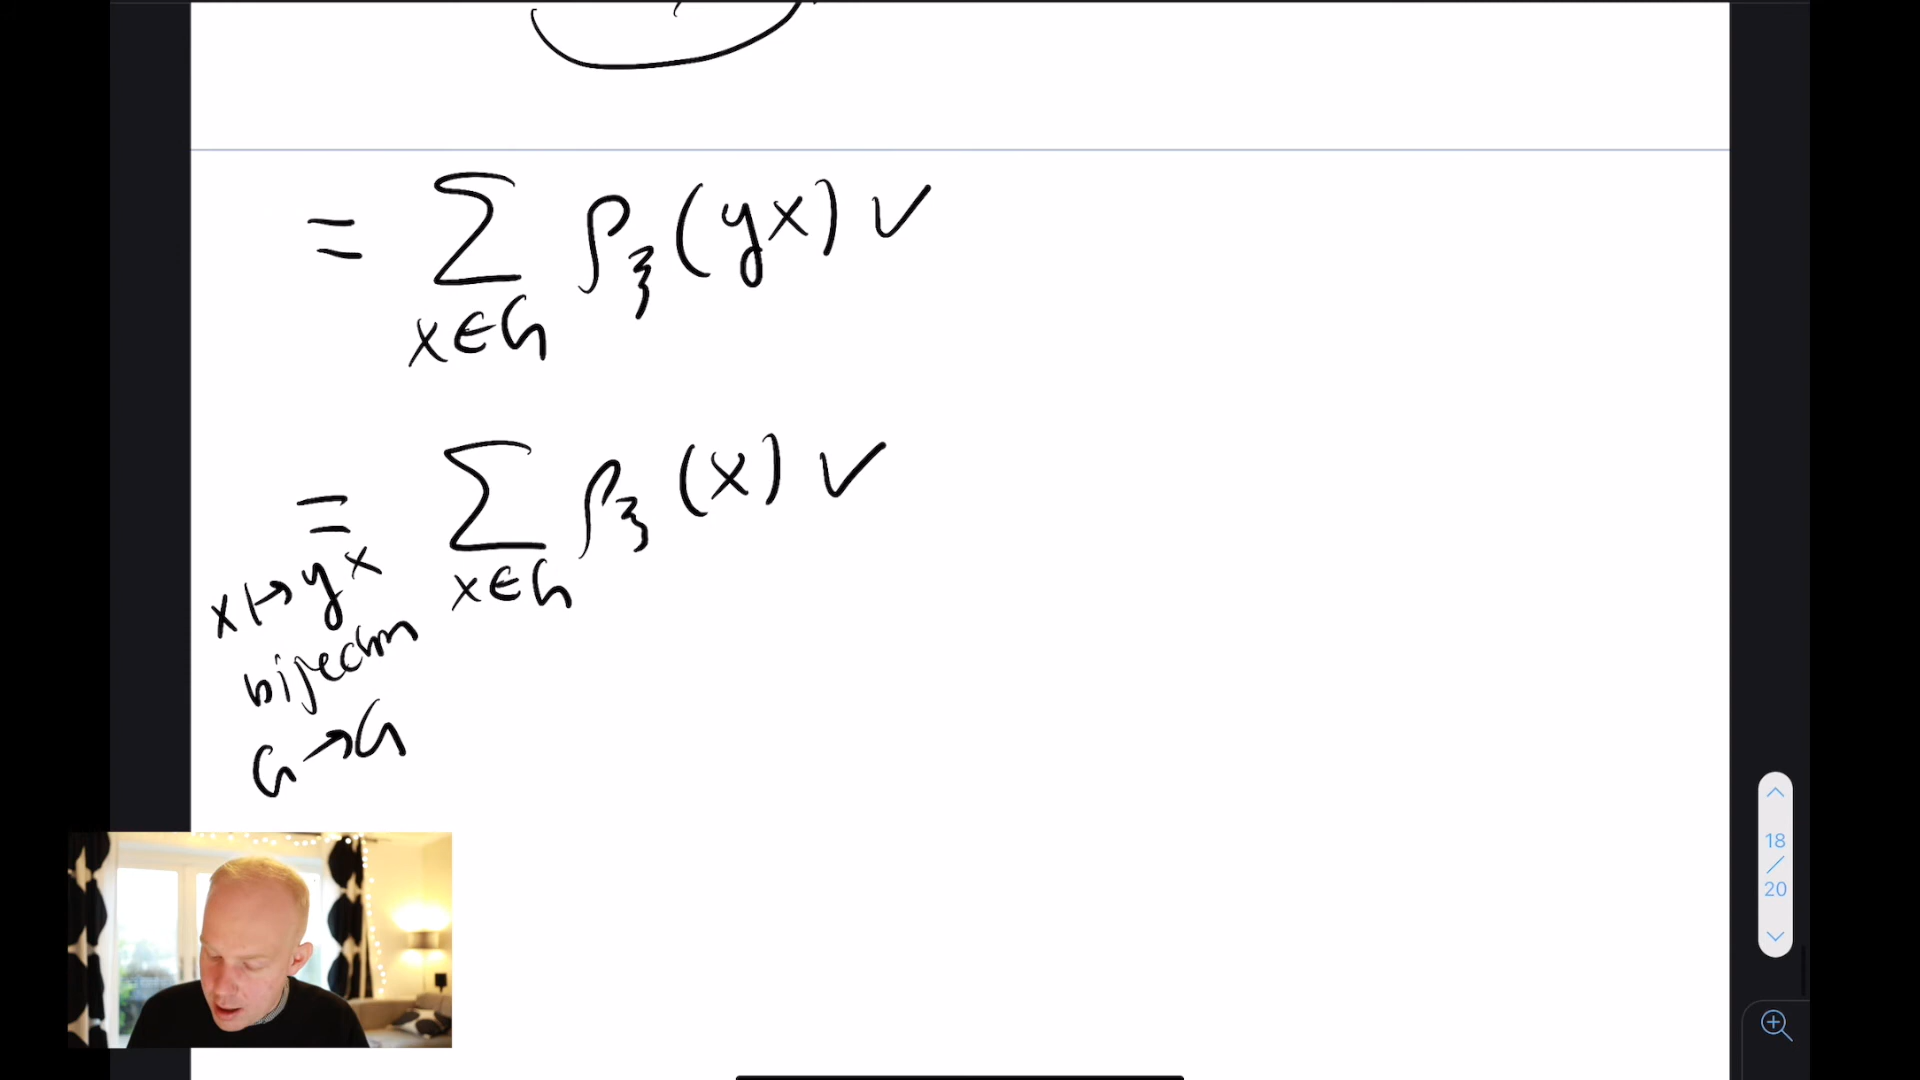 = ∑ ρ_ξ (yx) v
x∈G
= ∑ ρ_ξ (x) v
x∈G
x ↦ yx
bijection
G → G
18
/
20